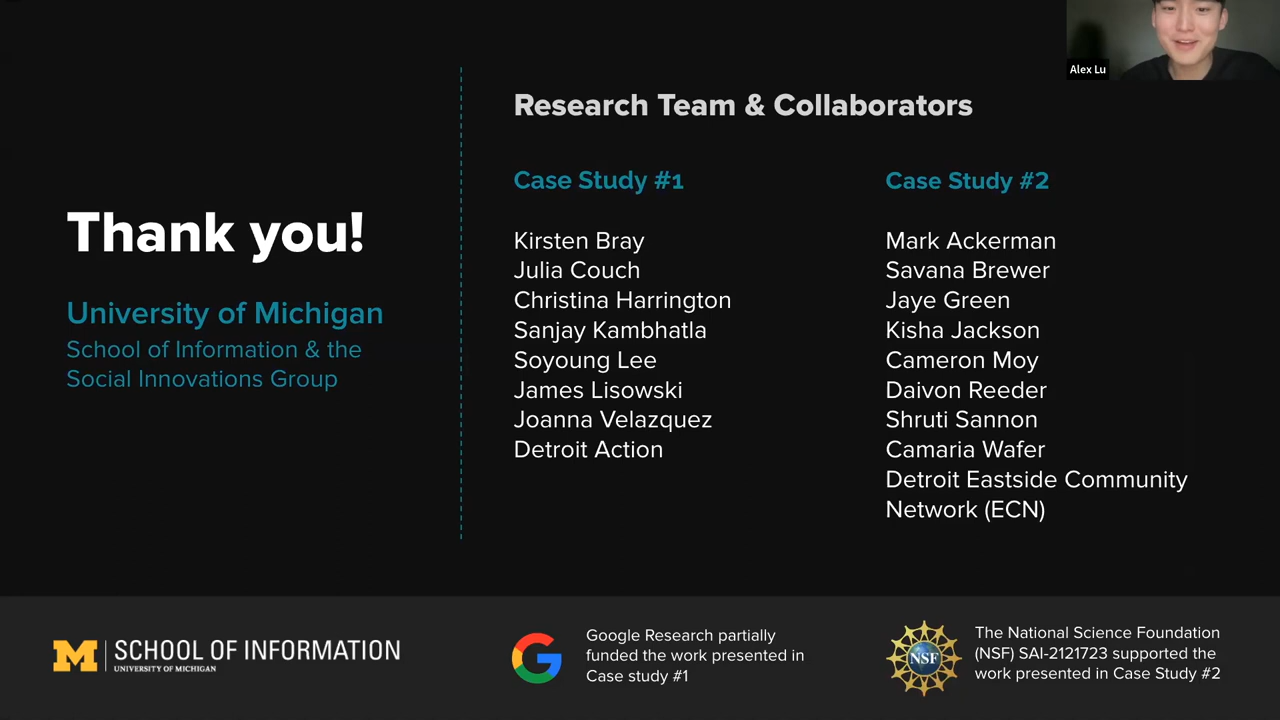 Alex Lu
Thank you!
University of Michigan
School of Information & the
Social Innovations Group
Research Team & Collaborators
Case Study #1
Kirsten Bray
Julia Couch
Christina Harrington
Sanjay Kambhatla
Soyoung Lee
James Lisowski
Joanna Velazquez
Detroit Action
Case Study #2
Mark Ackerman
Savana Brewer
Jaye Green
Kisha Jackson
Cameron Moy
Daivon Reeder
Shruti Sannon
Camaria Wafer
Detroit Eastside Community
Network (ECN)
M
SCHOOL OF INFORMATION
UNIVERSITY OF MICHIGAN
G
Google Research partially
funded the work presented in
Case study #1
NSF
The National Science Foundation
(NSF) SAI-2121723 supported the
work presented in Case Study #2